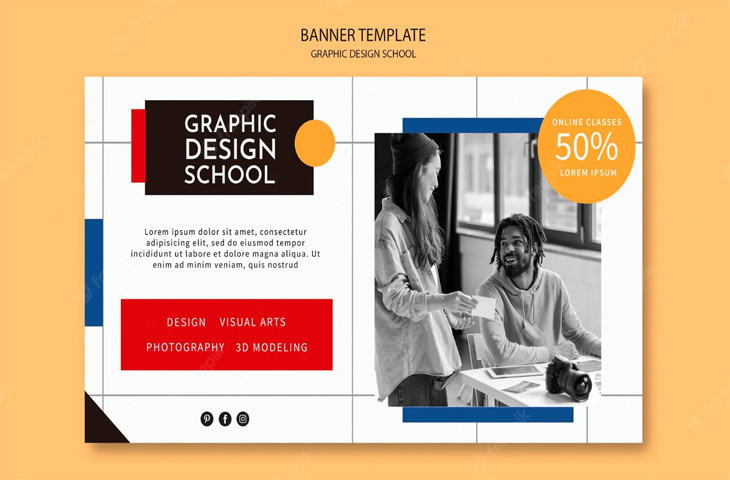 BANNER TEMPLATE
GRAPHIC DESIGN SCHOOL
GRAPHIC
DESIGN
SCHOOL
Lorem ipsum dolor sit amet, consectetur
adipisicing elit, sed do eiusmod tempor
incididunt ut labore et dolore magna aliqua. Ut
enim ad minim veniam, quis nostrud
DESIGN VISUAL ARTS
PHOTOGRAPHY 3D MODELING
ONLINE CLASSES
50%
LOREM IPSUM